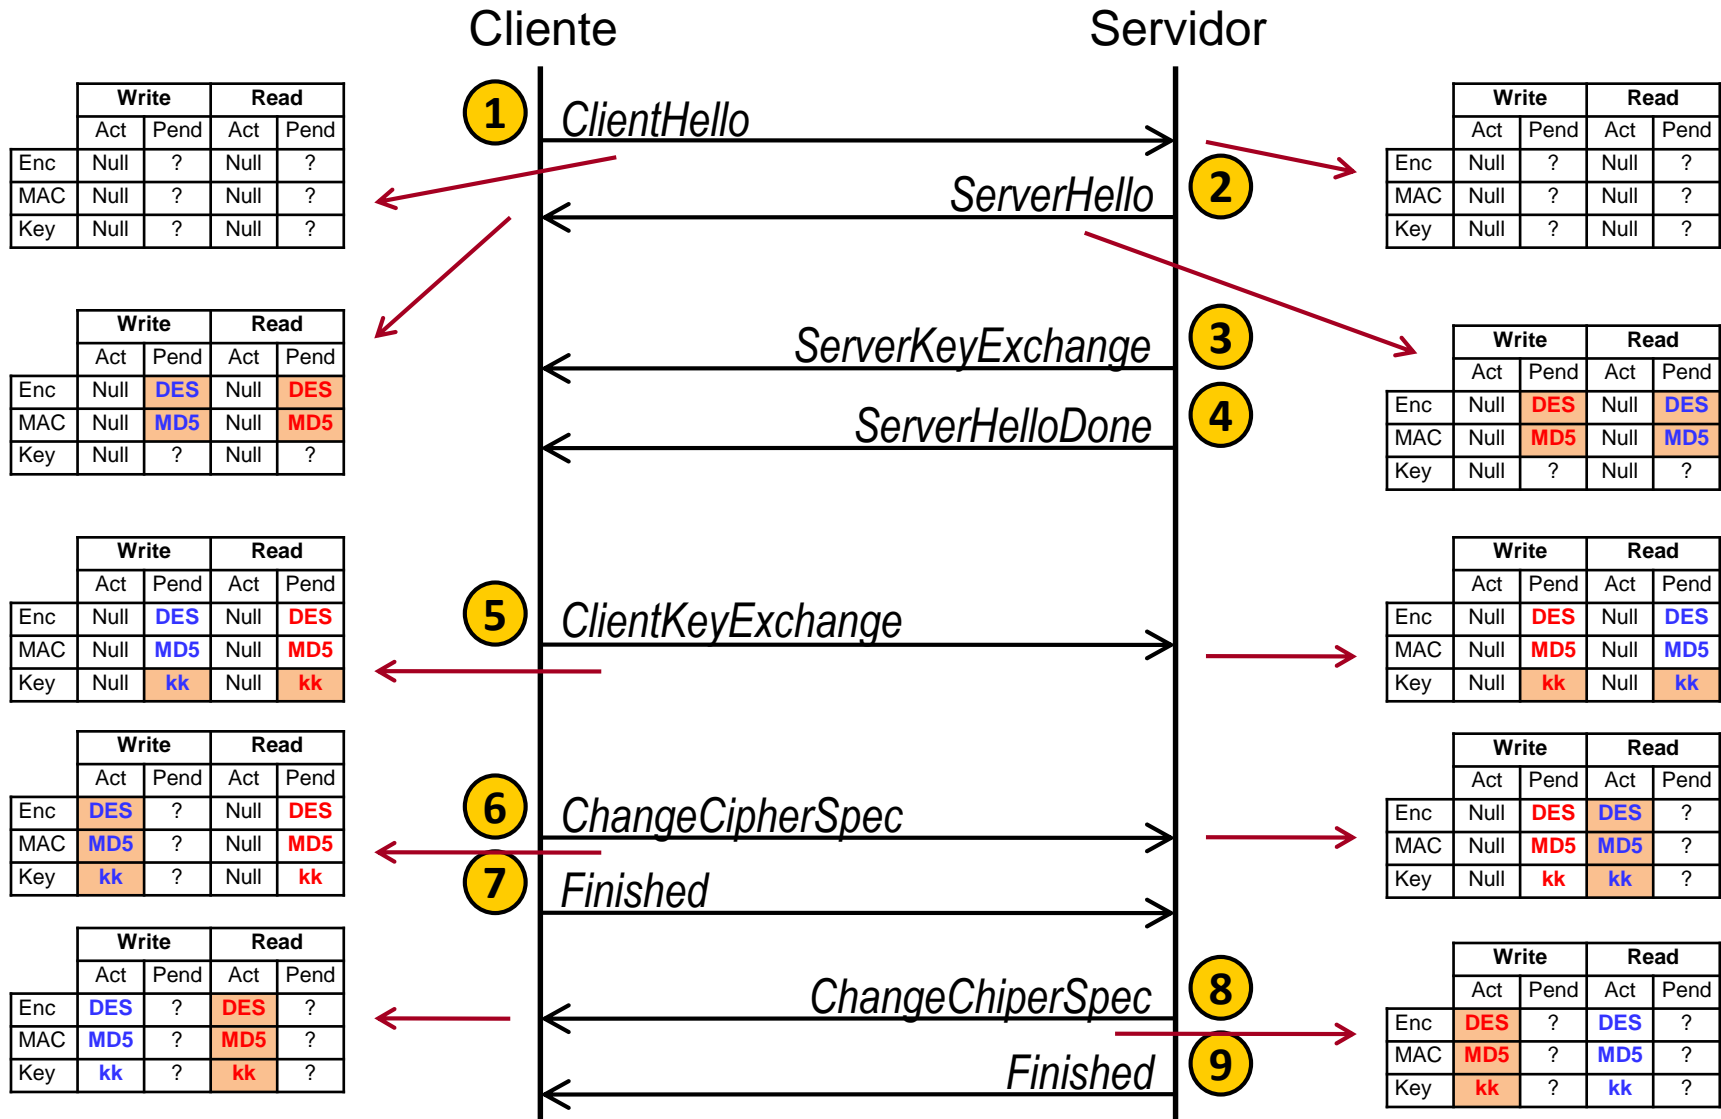 Cliente Servidor
Write Read
Act Pend Act Pend
Enc Null ? Null ?
MAC Null ? Null ?
Key Null ? Null ?
1 ClientHello
Write Read
Act Pend Act Pend
Enc Null ? Null ?
MAC Null ? Null ?
Key Null ? Null ?
ServerHello 2
Write Read
Act Pend Act Pend
Enc Null DES Null DES
MAC Null MD5 Null MD5
Key Null ? Null ?
ServerKeyExchange 3
ServerHelloDone 4
Write Read
Act Pend Act Pend
Enc Null DES Null DES
MAC Null MD5 Null MD5
Key Null ? Null ?
Write Read
Act Pend Act Pend
Enc Null DES Null DES
MAC Null MD5 Null MD5
Key Null kk Null kk
5 ClientKeyExchange
Write Read
Act Pend Act Pend
Enc Null DES Null DES
MAC Null MD5 Null MD5
Key Null kk Null kk
Write Read
Act Pend Act Pend
Enc DES ? Null DES
MAC MD5 ? Null MD5
Key kk ? Null kk
6 ChangeCipherSpec
7 Finished
Write Read
Act Pend Act Pend
Enc Null DES DES ?
MAC Null MD5 MD5 ?
Key Null kk kk ?
Write Read
Act Pend Act Pend
Enc DES ? DES ?
MAC MD5 ? MD5 ?
Key kk ? kk ?
ChangeChiperSpec 8
Finished 9
Write Read
Act Pend Act Pend
Enc DES ? DES ?
MAC MD5 ? MD5 ?
Key kk ? kk ?